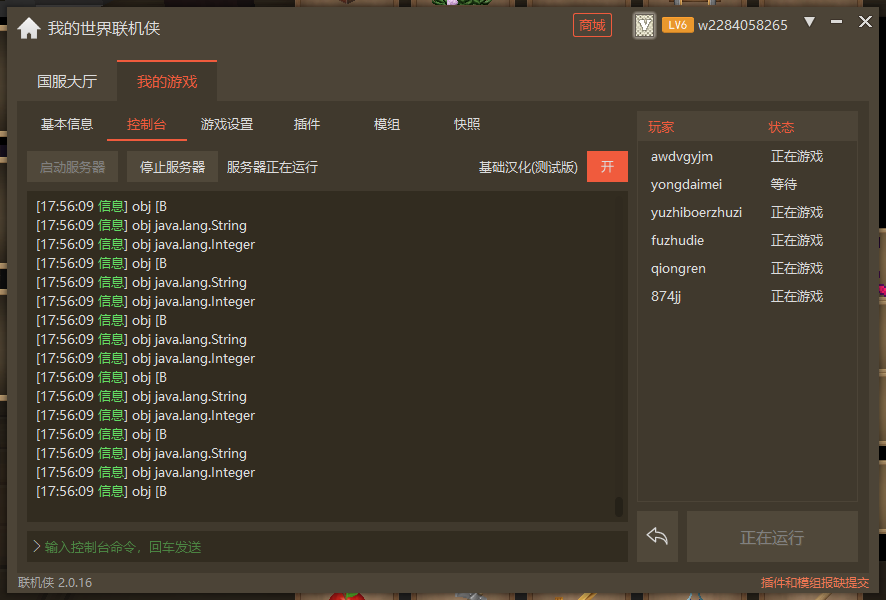 我的世界联机侠
商城
V
LV6
w2284058265
国服大厅
我的游戏
基本信息
控制台
游戏设置
插件
模组
快照
启动服务器
停止服务器
服务器正在运行
基础汉化(测试版)
开
[17:56:09 信息] obj [B
[17:56:09 信息] obj java.lang.String
[17:56:09 信息] obj java.lang.Integer
[17:56:09 信息] obj [B
[17:56:09 信息] obj java.lang.String
[17:56:09 信息] obj java.lang.Integer
[17:56:09 信息] obj [B
[17:56:09 信息] obj java.lang.String
[17:56:09 信息] obj java.lang.Integer
[17:56:09 信息] obj [B
[17:56:09 信息] obj java.lang.String
[17:56:09 信息] obj java.lang.Integer
[17:56:09 信息] obj [B
[17:56:09 信息] obj java.lang.String
[17:56:09 信息] obj java.lang.Integer
[17:56:09 信息] obj [B
输入控制台命令，回车发送
玩家 状态
awdvgyjm 正在游戏
yongdaimei 等待
yuzhiboerzhuzi 正在游戏
fuzhudie 正在游戏
qiongren 正在游戏
874jj 正在游戏
正在运行
联机侠 2.0.16
插件和模组报缺提交